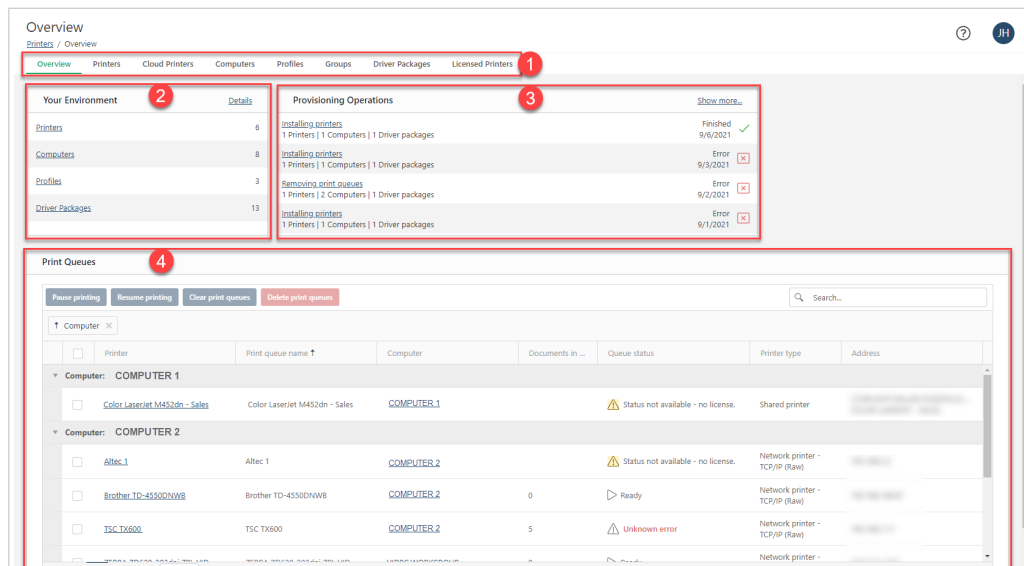 Overview
JH
Printers / Overview
Overview Printers Cloud Printers Computers Profiles Groups Driver Packages Licensed Printers 1
Your Environment 2 Details
Printers 6
Computers 8
Profiles 3
Driver Packages 13
Provisioning Operations 3 Show more...
Installing printers Finished
1 Printers | 1 Computers | 1 Driver packages 9/6/2021
Installing printers Error
1 Printers | 1 Computers | 1 Driver packages 9/3/2021
Removing print queues Error
1 Printers | 2 Computers | 1 Driver packages 9/2/2021
Installing printers Error
1 Printers | 1 Computers | 1 Driver packages 9/1/2021
Print Queues 4
Pause printing Resume printing Clear print queues Delete print queues Search...
↑ Computer ×
Printer Print queue name ↑ Computer Documents in ... Queue status Printer type Address
Computer: COMPUTER 1
Color LaserJet M452dn - Sales Color LaserJet M452dn - Sales COMPUTER 1 Status not available - no license. Shared printer
Computer: COMPUTER 2
Altec 1 Altec 1 COMPUTER 2 Status not available - no license. Network printer -
TCP/IP (Raw)
Brother TD-4550DNWB Brother TD-4550DNWB COMPUTER 2 0 Ready Network printer -
TCP/IP (Raw)
TSC TX600 TSC TX600 COMPUTER 2 5 Unknown error Network printer -
TCP/IP (Raw)
Network printer -